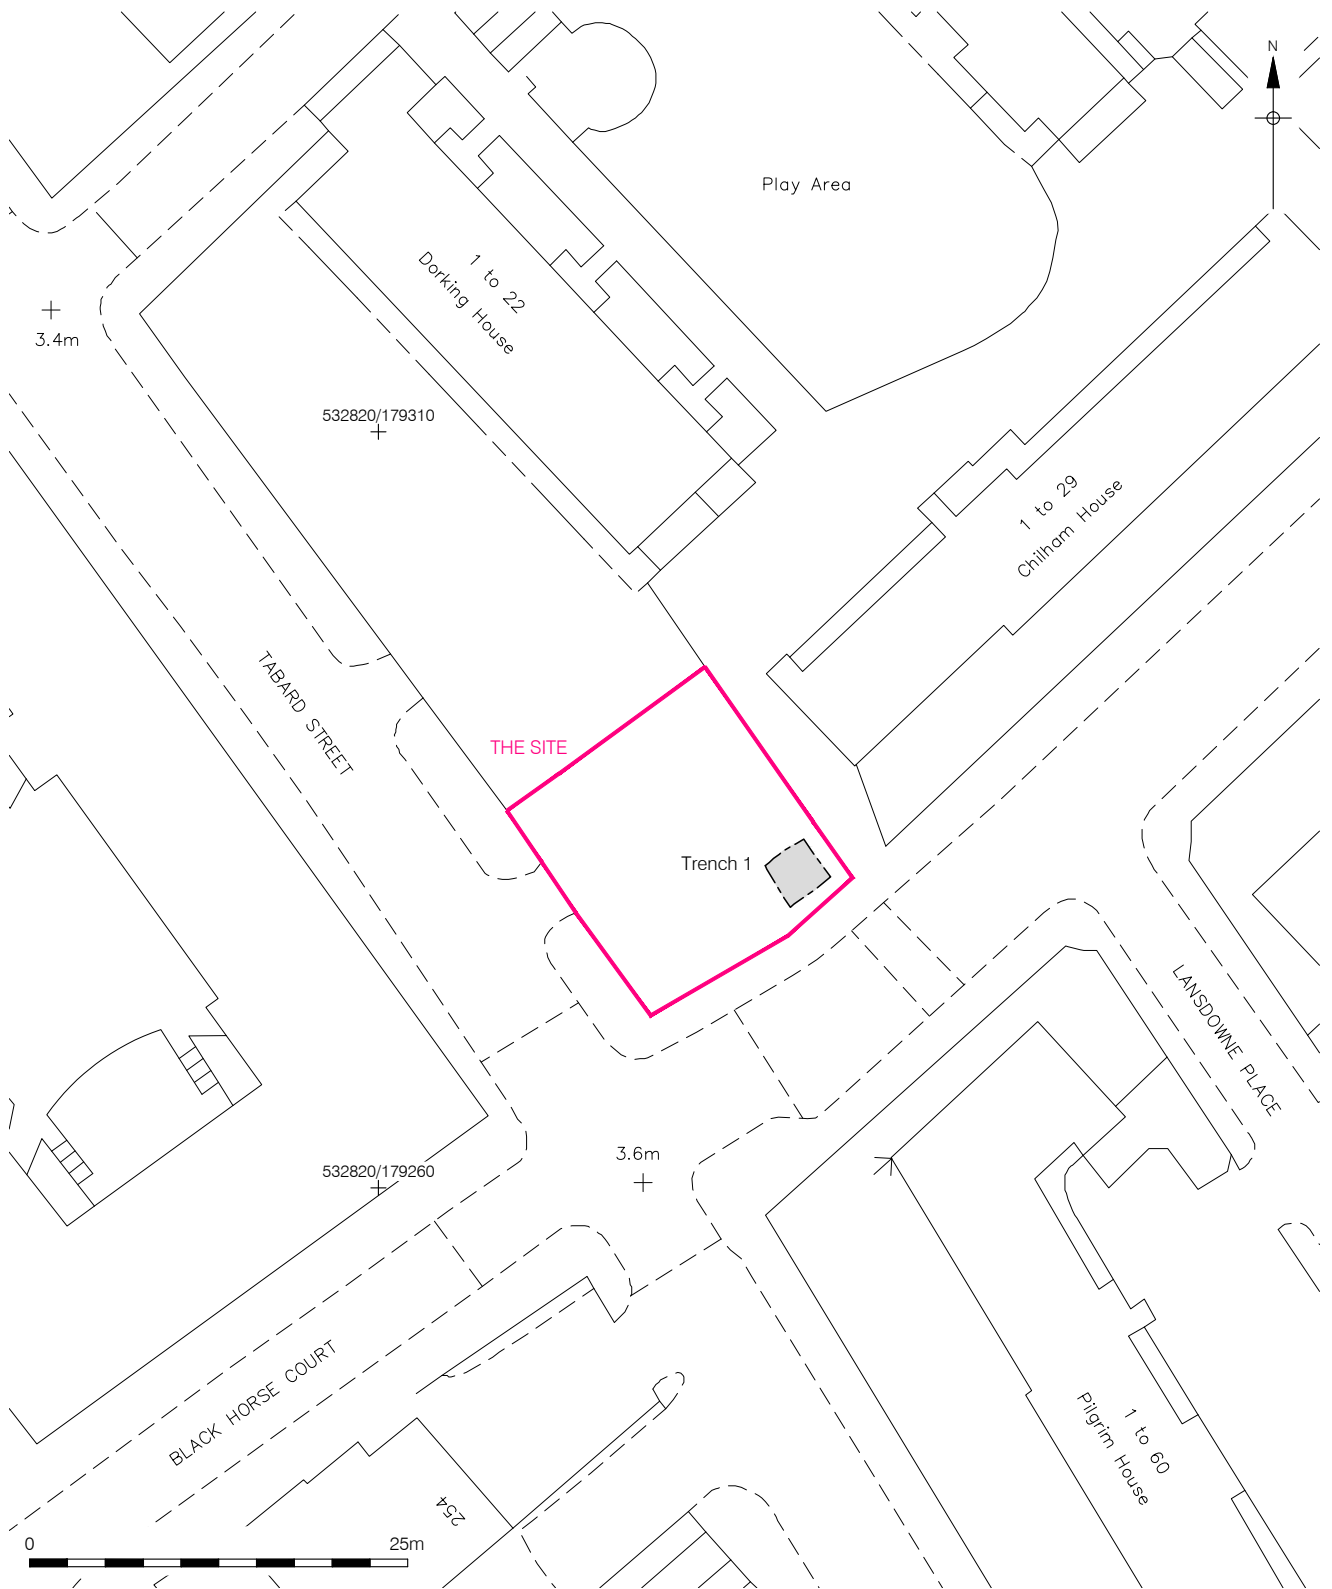 N
Play Area
1 to 22
Dorking House
3.4m
532820/179310
1 to 29
Chilham House
TABARD STREET
THE SITE
Trench 1
LANSDOWNE PLACE
3.6m
532820/179260
BLACK HORSE COURT
1 to 60
Pilgrim House
254
0 25m